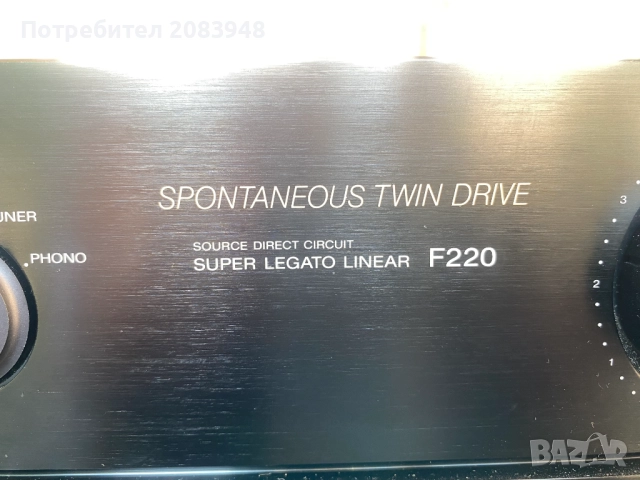 Потребител 2083948
SPONTANEOUS TWIN DRIVE
UNER
PHONO
SOURCE DIRECT CIRCUIT
SUPER LEGATO LINEAR F220
3
2
1
BAZAR